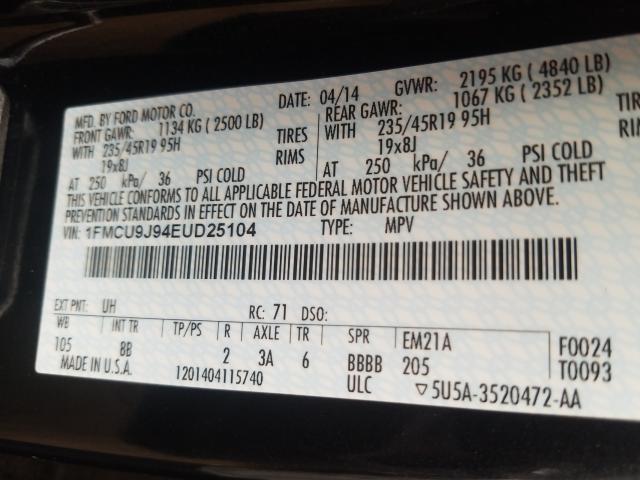 MFD. BY FORD MOTOR CO.
DATE: 04/14 GVWR: 2195 KG ( 4840 LB)
FRONT GAWR: 1134 KG ( 2500 LB) REAR GAWR: 1067 KG ( 2352 LB)
WITH 235/45R19 95H TIRES WITH 235/45R19 95H TIRE
19x8J RIMS 19x8J RIM
AT 250 kPa/ 36 PSI COLD AT 250 kPa/ 36 PSI COLD
THIS VEHICLE CONFORMS TO ALL APPLICABLE FEDERAL MOTOR VEHICLE SAFETY AND THEFT
PREVENTION STANDARDS IN EFFECT ON THE DATE OF MANUFACTURE SHOWN ABOVE.
VIN: 1FMCU9J94EUD25104 TYPE: MPV
EXT PNT: UH RC: 71 DSO:
WB INT TR TP/PS R AXLE TR SPR EM21A F0024
105 8B 2 3A 6 BBBB 205 T0093
MADE IN U.S.A. 1201404115740 ULC ▽5U5A-3520472-AA